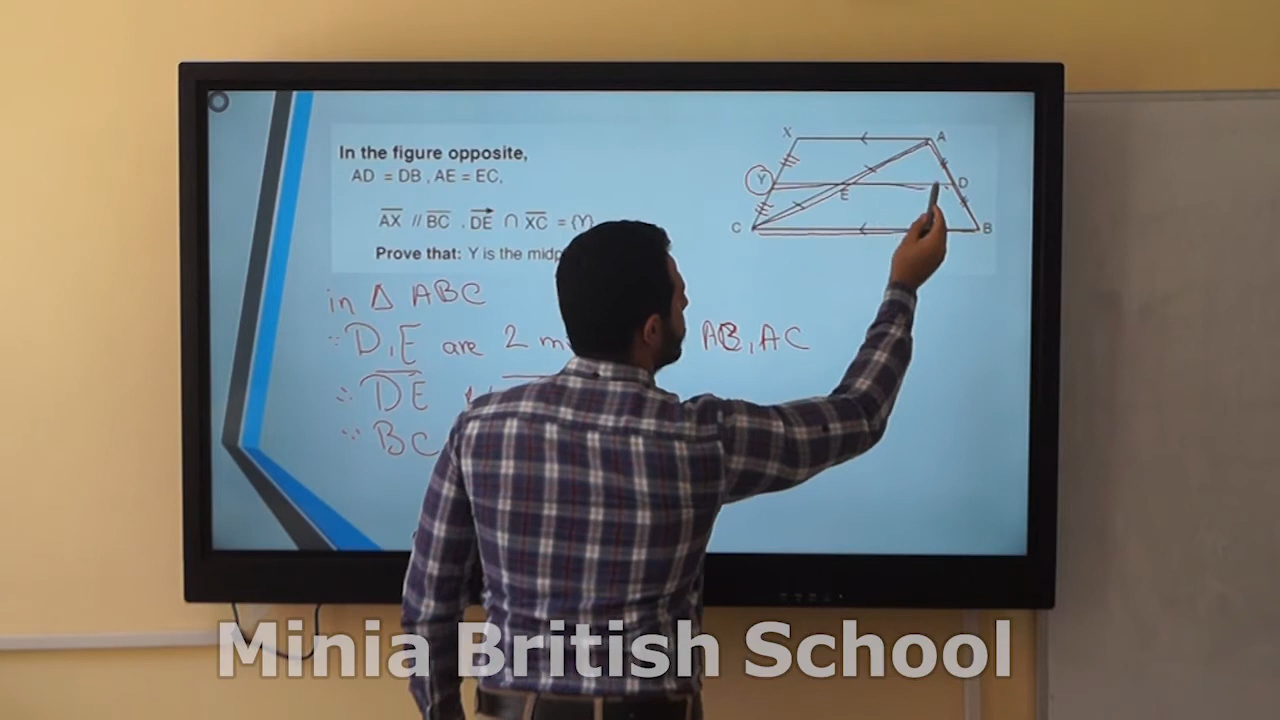 In the figure opposite,
AD = DB , AE = EC,
AX // BC , DE ∩ XC = {Y}
Prove that: Y is the
in Δ ABC
∵ D, E are 2 AB, AC
∴ DE
∵ BC
X
A
Y
E
D
C
B
Minia British School